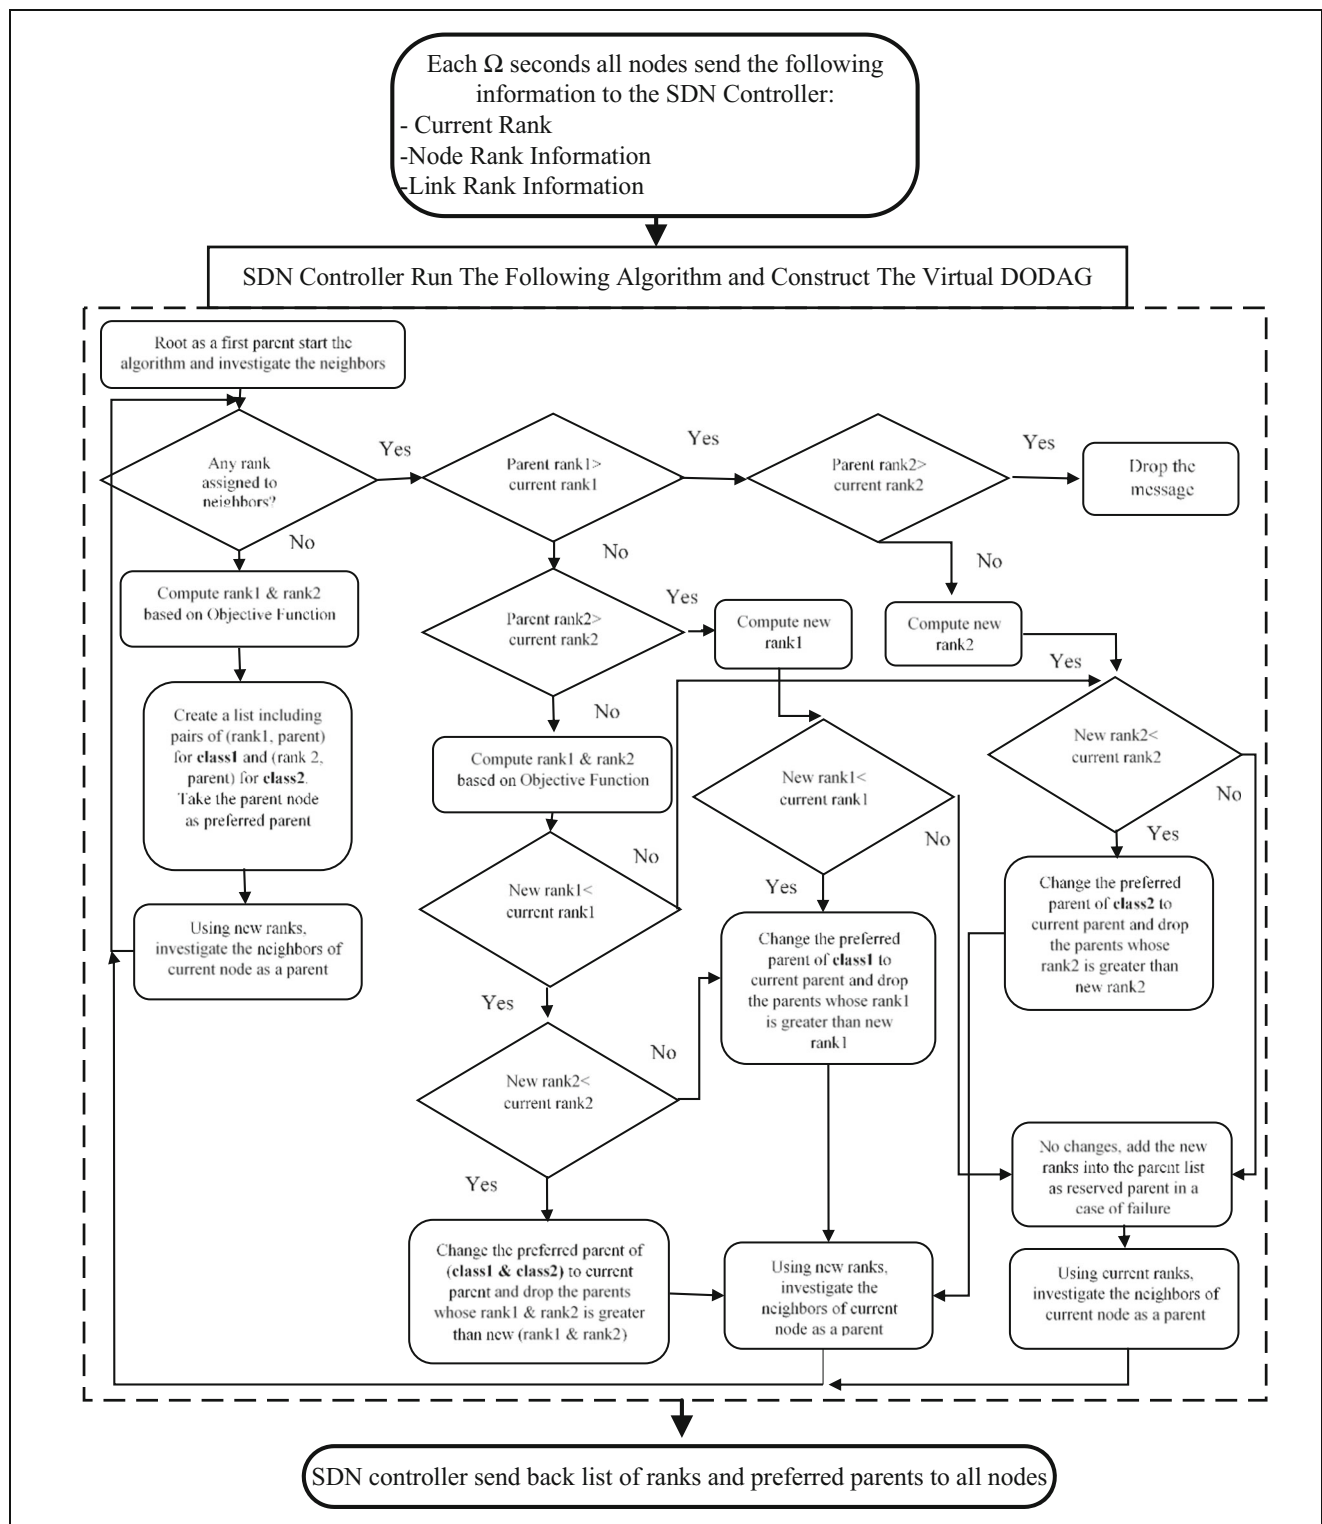 Each Ω seconds all nodes send the following
information to the SDN Controller:
- Current Rank
-Node Rank Information
-Link Rank Information
SDN Controller Run The Following Algorithm and Construct The Virtual DODAG
Root as a first parent start the
algorithm and investigate the neighbors
Any rank
assigned to
neighbors?
Yes
Parent rank1>
current rank1
Yes
Parent rank2>
current rank2
Yes
Drop the
message
No
No
No
Compute rank1 & rank2
based on Objective Function
Parent rank2>
current rank2
Yes
Compute new
rank1
Compute new
rank2
Yes
Create a list including
pairs of (rank1, parent)
for class1 and (rank 2,
parent) for class2.
Take the parent node
as preferred parent
No
Compute rank1 & rank2
based on Objective Function
New rank1<
current rank1
New rank2<
current rank2
No
No
No
Yes
Yes
New rank1<
current rank1
Using new ranks,
investigate the neighbors of
current node as a parent
Change the preferred
parent of class1 to
current parent and drop
the parents whose rank1
is greater than new
rank1
Change the preferred
parent of class2 to
current parent and drop
the parents whose
rank2 is greater than
new rank2
Yes
No
New rank2<
current rank2
Yes
No changes, add the new
ranks into the parent list
as reserved parent in a
case of failure
Change the preferred parent of
(class1 & class2) to current
parent and drop the parents
whose rank1 & rank2 is greater
than new (rank1 & rank2)
Using new ranks,
investigate the
neighbors of current
node as a parent
Using current ranks,
investigate the neighbors of
current node as a parent
SDN controller send back list of ranks and preferred parents to all nodes